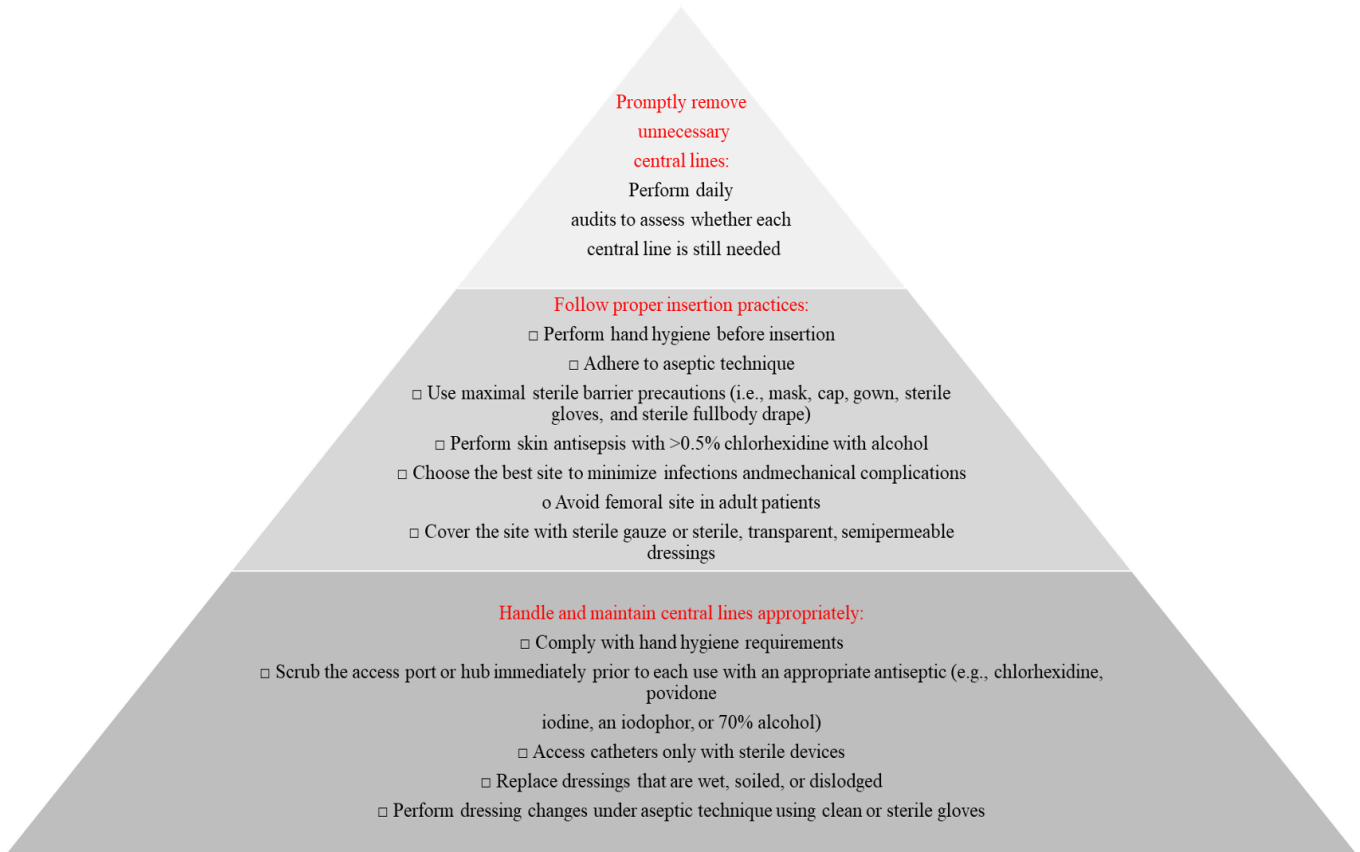 Promptly remove
unnecessary
central lines:
Perform daily
audits to assess whether each
central line is still needed
Follow proper insertion practices:
□ Perform hand hygiene before insertion
□ Adhere to aseptic technique
□ Use maximal sterile barrier precautions (i.e., mask, cap, gown, sterile
gloves, and sterile fullbody drape)
□ Perform skin antisepsis with >0.5% chlorhexidine with alcohol
□ Choose the best site to minimize infections andmechanical complications
o Avoid femoral site in adult patients
□ Cover the site with sterile gauze or sterile, transparent, semipermeable
dressings
Handle and maintain central lines appropriately:
□ Comply with hand hygiene requirements
□ Scrub the access port or hub immediately prior to each use with an appropriate antiseptic (e.g., chlorhexidine,
povidone
iodine, an iodophor, or 70% alcohol)
□ Access catheters only with sterile devices
□ Replace dressings that are wet, soiled, or dislodged
□ Perform dressing changes under aseptic technique using clean or sterile gloves